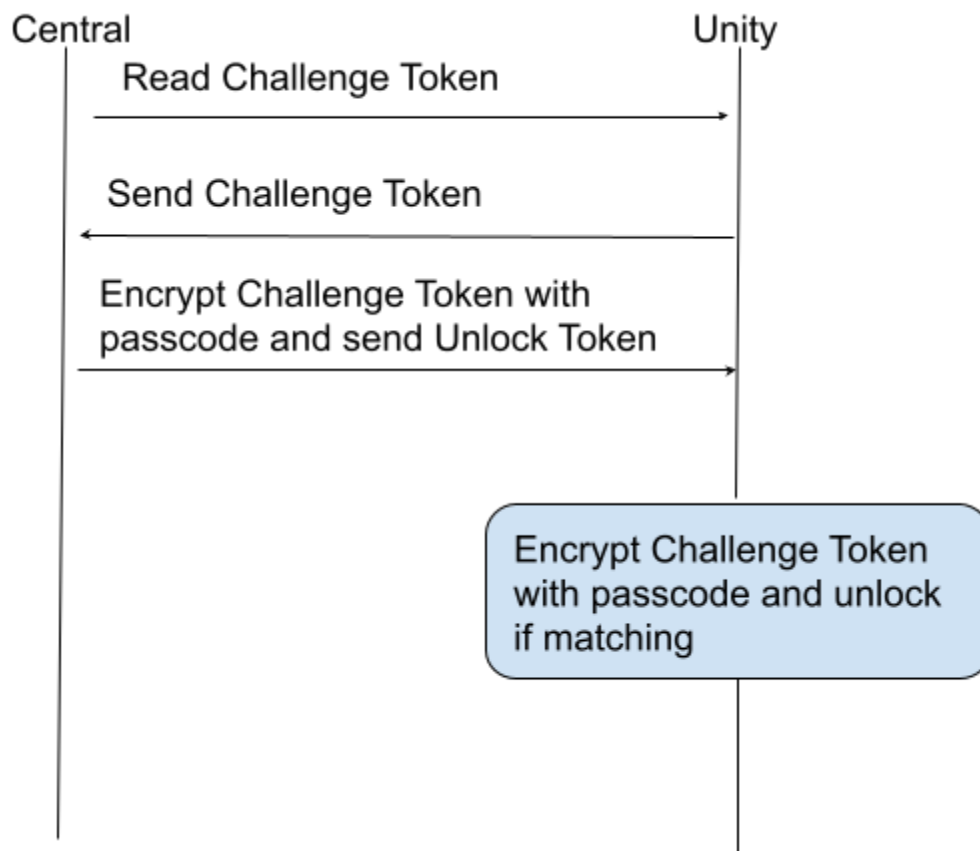 Central
Unity
Read Challenge Token
Send Challenge Token
Encrypt Challenge Token with
passcode and send Unlock Token
Encrypt Challenge Token
with passcode and unlock
if matching